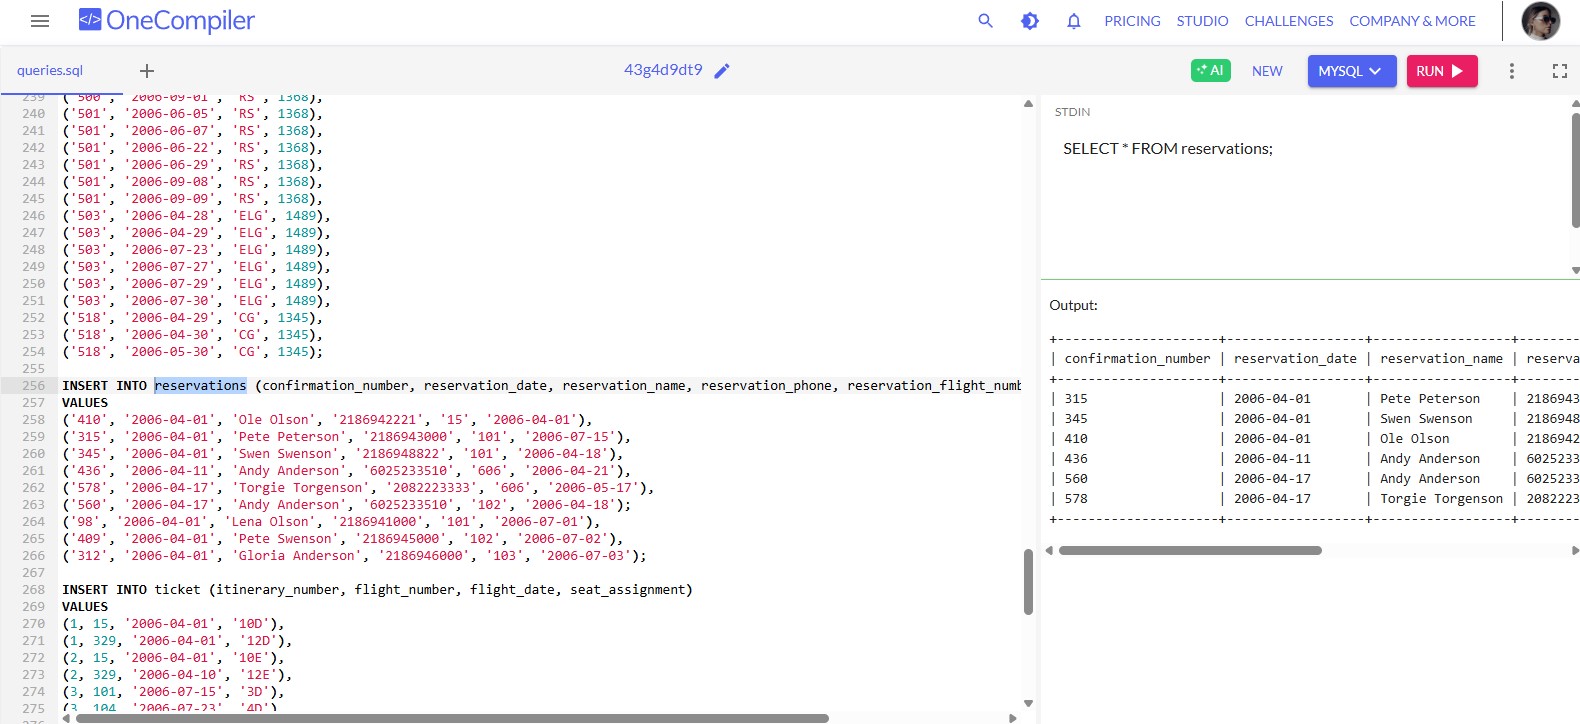 OneCompiler
PRICING STUDIO CHALLENGES COMPANY & MORE
queries.sql
43g4d9dt9
AI NEW MYSQL RUN
239 ('500', '2006-09-01', 'RS', 1368),
240 ('501', '2006-06-05', 'RS', 1368),
241 ('501', '2006-06-07', 'RS', 1368),
242 ('501', '2006-06-22', 'RS', 1368),
243 ('501', '2006-06-29', 'RS', 1368),
244 ('501', '2006-09-08', 'RS', 1368),
245 ('501', '2006-09-09', 'RS', 1368),
246 ('503', '2006-04-28', 'ELG', 1489),
247 ('503', '2006-04-29', 'ELG', 1489),
248 ('503', '2006-07-23', 'ELG', 1489),
249 ('503', '2006-07-27', 'ELG', 1489),
250 ('503', '2006-07-29', 'ELG', 1489),
251 ('503', '2006-07-30', 'ELG', 1489),
252 ('518', '2006-04-29', 'CG', 1345),
253 ('518', '2006-04-30', 'CG', 1345),
254 ('518', '2006-05-30', 'CG', 1345);
255
256 INSERT INTO reservations (confirmation_number, reservation_date, reservation_name, reservation_phone, reservation_flight_numb
257 VALUES
258 ('410', '2006-04-01', 'Ole Olson', '2186942221', '15', '2006-04-01'),
259 ('315', '2006-04-01', 'Pete Peterson', '2186943000', '101', '2006-07-15'),
260 ('345', '2006-04-01', 'Swen Swenson', '2186948822', '101', '2006-04-18'),
261 ('436', '2006-04-11', 'Andy Anderson', '6025233510', '606', '2006-04-21'),
262 ('578', '2006-04-17', 'Torgie Torgenson', '2082223333', '606', '2006-05-17'),
263 ('560', '2006-04-17', 'Andy Anderson', '6025233510', '102', '2006-04-18');
264 ('98', '2006-04-01', 'Lena Olson', '2186941000', '101', '2006-07-01'),
265 ('409', '2006-04-01', 'Pete Swenson', '2186945000', '102', '2006-07-02'),
266 ('312', '2006-04-01', 'Gloria Anderson', '2186946000', '103', '2006-07-03');
267
268 INSERT INTO ticket (itinerary_number, flight_number, flight_date, seat_assignment)
269 VALUES
270 (1, 15, '2006-04-01', '10D'),
271 (1, 329, '2006-04-01', '12D'),
272 (2, 15, '2006-04-01', '10E'),
273 (2, 329, '2006-04-10', '12E'),
274 (3, 101, '2006-07-15', '3D'),
275 (3, 104, '2006-07-23', '4D'),
STDIN
SELECT * FROM reservations;
Output:
+---------------------+------------------+------------------+--------
| confirmation_number | reservation_date | reservation_name | reserva
+---------------------+------------------+------------------+--------
| 315 | 2006-04-01 | Pete Peterson | 2186943
| 345 | 2006-04-01 | Swen Swenson | 2186948
| 410 | 2006-04-01 | Ole Olson | 2186942
| 436 | 2006-04-11 | Andy Anderson | 6025233
| 560 | 2006-04-17 | Andy Anderson | 6025233
| 578 | 2006-04-17 | Torgie Torgenson | 2082223
+---------------------+------------------+------------------+--------